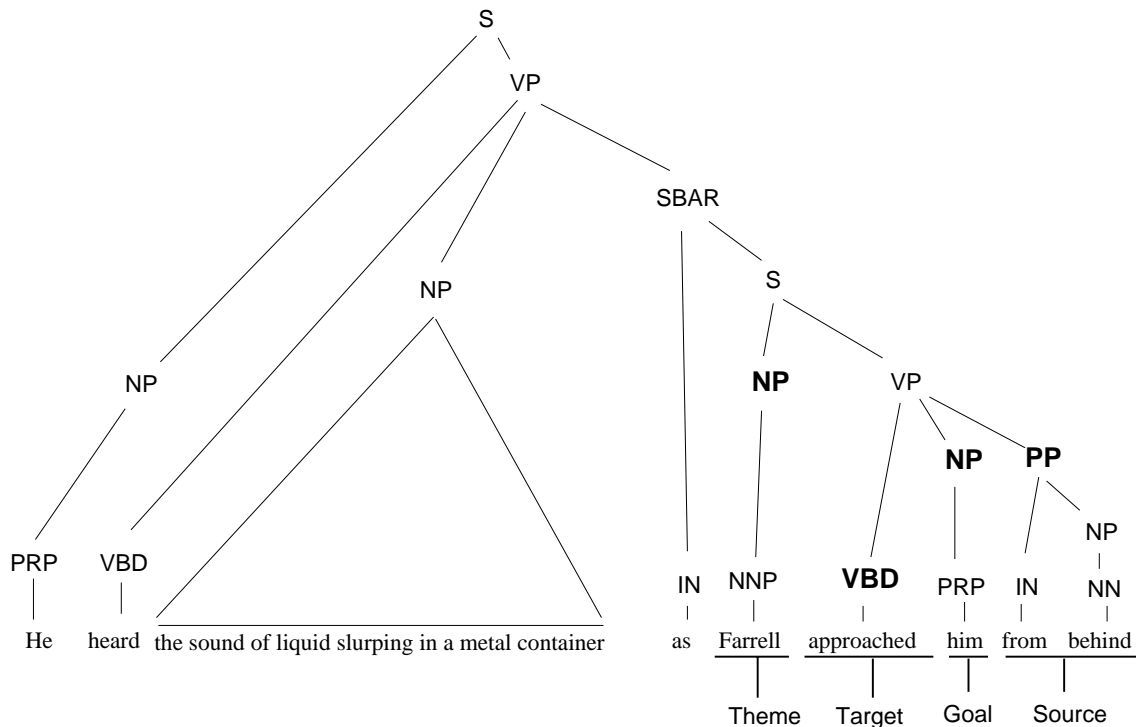 S
VP
SBAR
S
NP
NP
NP
VP
NP
PP
NP
PRP
VBD
IN
NNP
VBD
PRP
IN
NN
He heard the sound of liquid slurping in a metal container as Farrell approached him from behind
Theme Target Goal Source